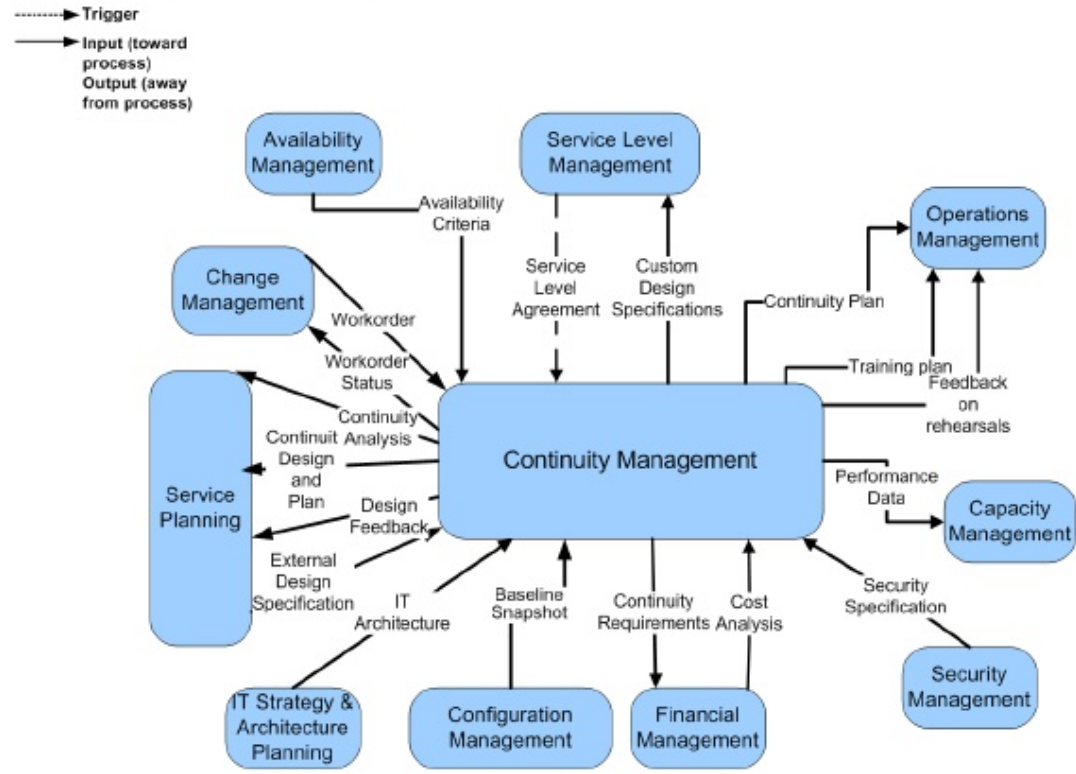 Trigger
Input (toward
process)
Output (away
from process)
Availability
Management
Service Level
Management
Operations
Management
Availability
Criteria
Change
Management
Service
Level
Agreement
Custom
Design
Specifications
Continuity Plan
Workorder
Workorder
Status
Training plan
Feedback
on
rehearsals
Continuity
Analysis
Continuit
Design
and
Plan
Continuity Management
Service
Planning
Performance
Data
Capacity
Management
Design
Feedback
External
Design
Specification
IT
Architecture
Baseline
Snapshot
Continuity
Requirements
Cost
Analysis
Security
Specification
IT Strategy &
Architecture
Planning
Configuration
Management
Financial
Management
Security
Management